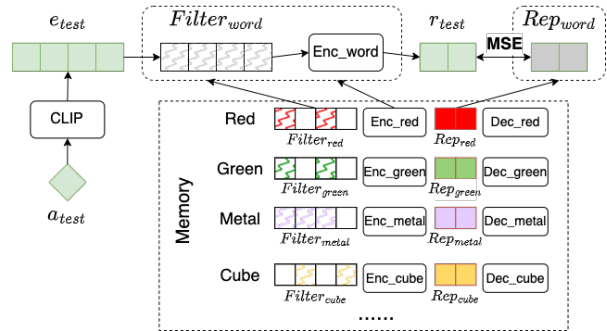 e_test Filter_word r_test Rep_word
Enc_word MSE
CLIP
a_test
Memory
Red Enc_red Dec_red
Filter_red Rep_red
Green Enc_green Dec_green
Filter_green Rep_green
Metal Enc_metal Dec_metal
Filter_metal Rep_metal
Cube Enc_cube Dec_cube
Filter_cube Rep_cube
......